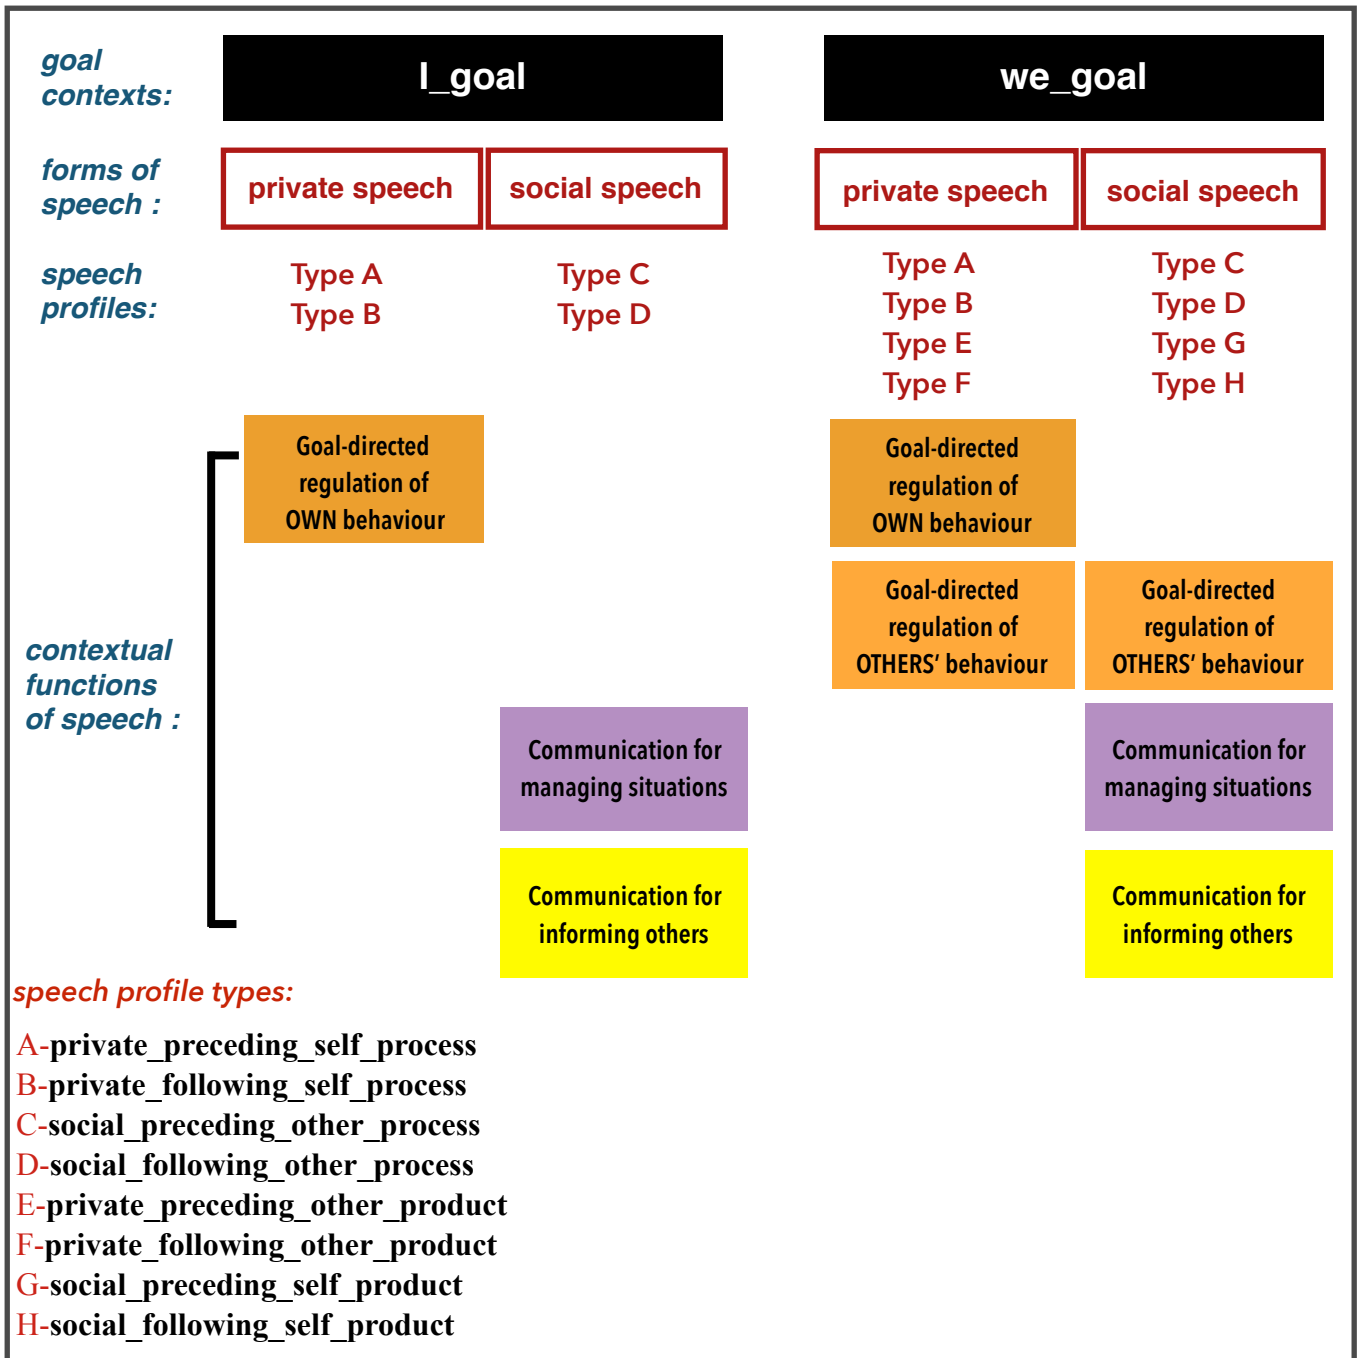 goal
contexts:
I_goal
we_goal
forms of
speech :
private speech
social speech
private speech
social speech
speech
profiles:
Type A
Type B
Type C
Type D
Type A
Type B
Type E
Type F
Type C
Type D
Type G
Type H
contextual
functions
of speech :
Goal-directed
regulation of
OWN behaviour
Goal-directed
regulation of
OWN behaviour
Goal-directed
regulation of
OTHERS’ behaviour
Goal-directed
regulation of
OTHERS’ behaviour
Communication for
managing situations
Communication for
managing situations
Communication for
informing others
Communication for
informing others
speech profile types:
A-private_preceding_self_process
B-private_following_self_process
C-social_preceding_other_process
D-social_following_other_process
E-private_preceding_other_product
F-private_following_other_product
G-social_preceding_self_product
H-social_following_self_product